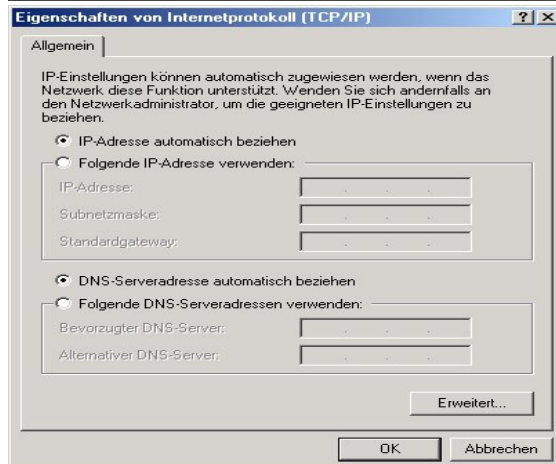 Eigenschaften von Internetprotokoll (TCP/IP)
Allgemein
IP-Einstellungen können automatisch zugewiesen werden, wenn das
Netzwerk diese Funktion unterstützt. Wenden Sie sich andernfalls an
den Netzwerkadministrator, um die geeigneten IP-Einstellungen zu
beziehen.
IP-Adresse automatisch beziehen
Folgende IP-Adresse verwenden:
IP-Adresse:
Subnetzmaske:
Standardgateway:
DNS-Serveradresse automatisch beziehen
Folgende DNS-Serveradressen verwenden:
Bevorzugter DNS-Server:
Alternativer DNS-Server:
Erweitert...
OK Abbrechen